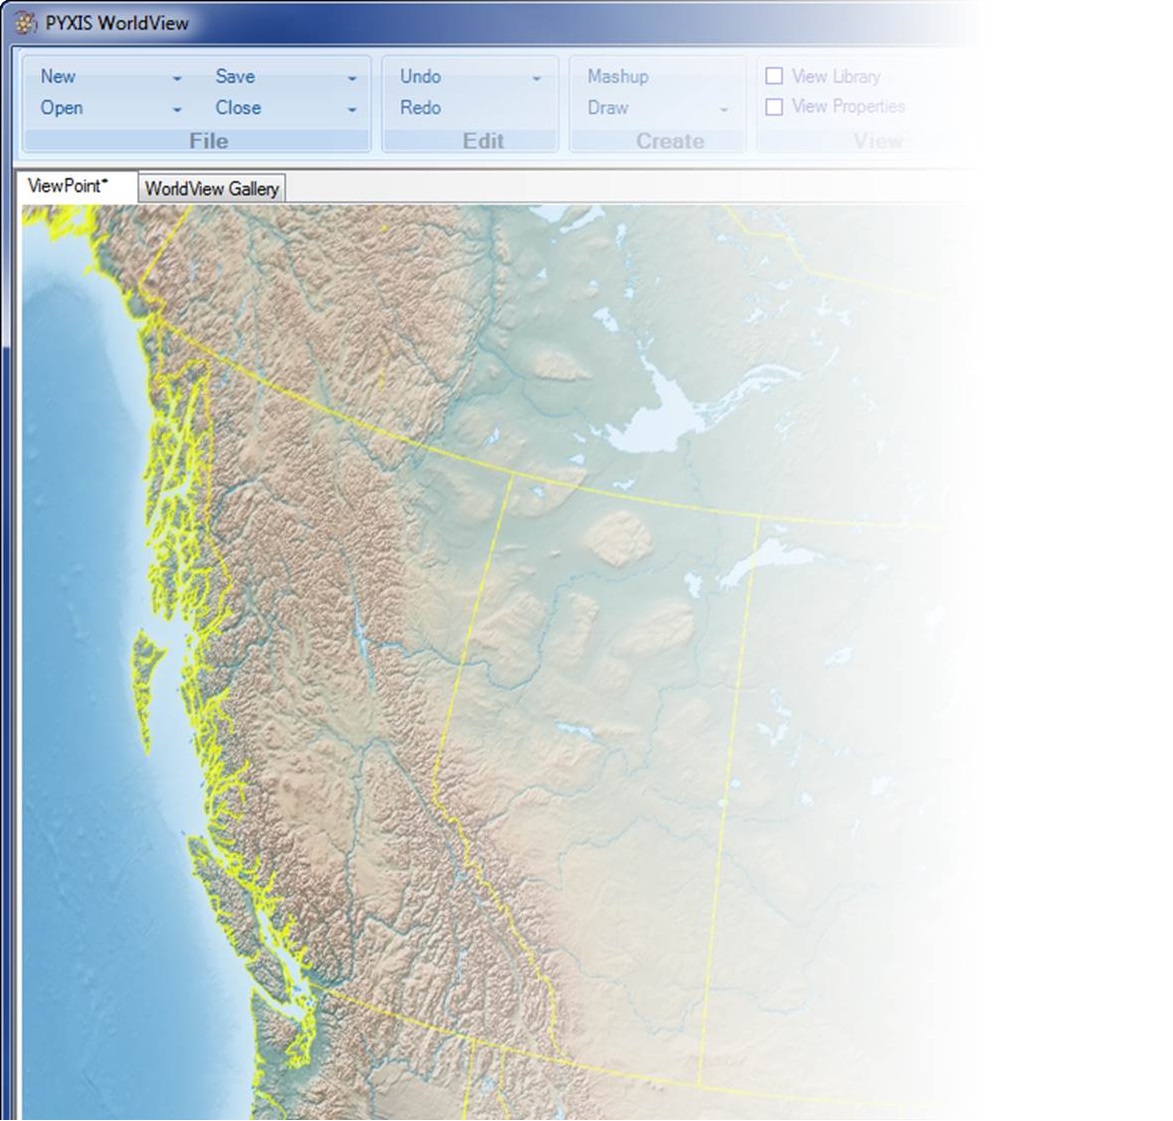 PYXIS WorldView
New Save Undo Mashup View Library
Open Close Redo Draw View Properties
File Edit Create View
ViewPoint* WorldView Gallery